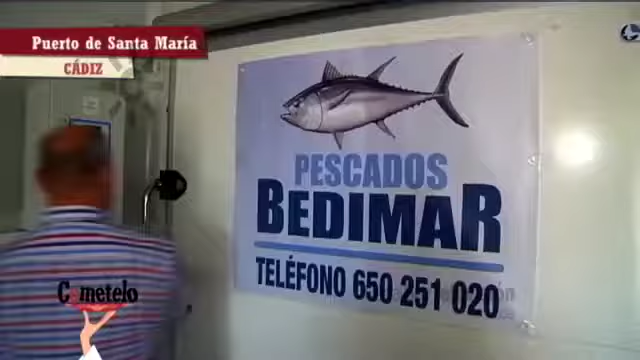 Puerto de Santa María
CÁDIZ
PESCADOS
BEDIMAR
TELÉFONO 650 251 020
Cómetelo